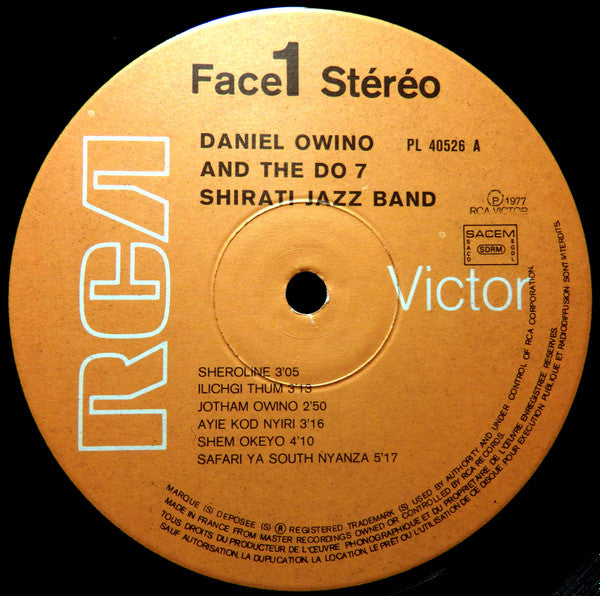 Face 1 Stéréo
DANIEL OWINO
AND THE DO 7
SHIRATI JAZZ BAND
PL 40526 A
Ⓟ 1977
RCA VICTOR
SACEM
SACD
SDRM
SGDL
RCA
Victor
SHEROLINE 3'05
ILICHGI THUM 3'13
JOTHAM OWINO 2'50
AYIE KOD NYIRI 3'16
SHEM OKEYO 4'10
SAFARI YA SOUTH NYANZA 5'17
MARQUE (S) DEPOSEE (S) ® REGISTERED TRADEMARK (S) USED BY AUTHORITY AND UNDER CONTROL OF RCA CORPORATION.
MADE IN FRANCE FROM MASTER RECORDINGS OWNED OR CONTROLLED BY RCA RECORDS.
TOUS DROITS DU PRODUCTEUR DE L'ŒUVRE PHONOGRAPHIQUE ET DU PROPRIETAIRE DE L'ŒUVRE ENREGISTREE RESERVES.
SAUF AUTORISATION, LA DUPLICATION, LA LOCATION, LE PRÊT OU L'UTILISATION DE CE DISQUE POUR EXECUTION PUBLIQUE ET RADIODIFFUSION SONT INTERDITS.